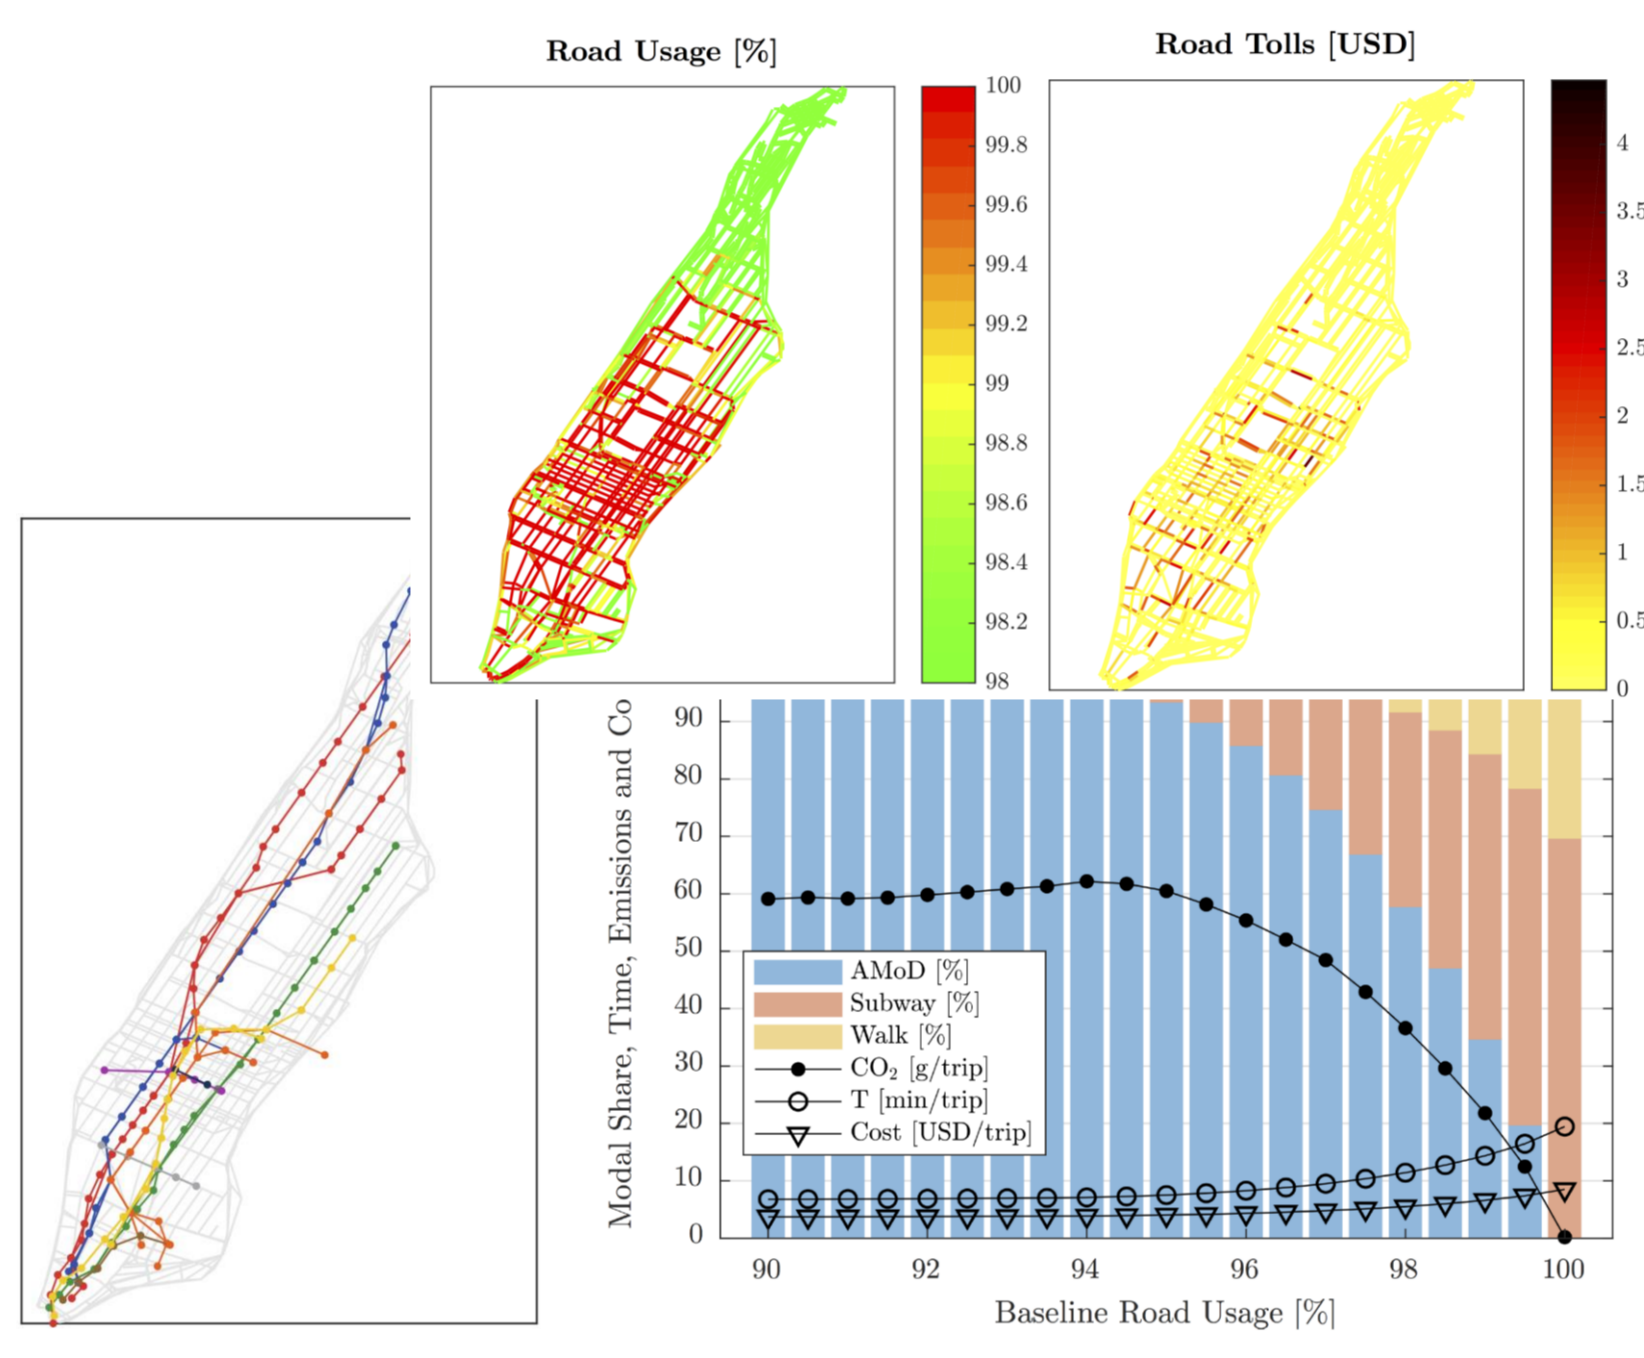 Road Usage [%]
100
99.8
99.6
99.4
99.2
99
98.8
98.6
98.4
98.2
98
Road Tolls [USD]
4
3.5
3
2.5
2
1.5
1
0.5
0
Modal Share, Time, Emissions and Co
90
80
70
60
50
40
30
20
10
0
AMoD [%]
Subway [%]
Walk [%]
CO₂ [g/trip]
T [min/trip]
Cost [USD/trip]
90 92 94 96 98 100
Baseline Road Usage [%]